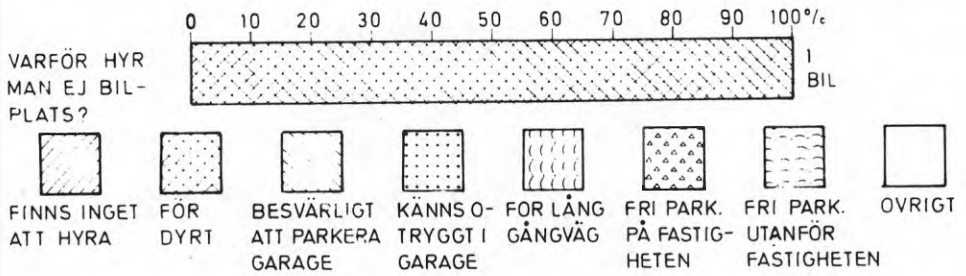 0 10 20 30 40 50 60 70 80 90 100°/c
VARFÖR HYR
MAN EJ BIL-
PLATS?
1
BIL
FINNS INGET
ATT HYRA
FÖR
DYRT
BESVÄRLIGT
ATT PARKERA
GARAGE
KÄNNS O-
TRYGGT I
GARAGE
FOR LÅNG
GÅNGVÄG
FRI PARK.
PÅ FASTIG-
HETEN
FRI PARK.
UTANFÖR
FASTIGHETEN
OVRIGT